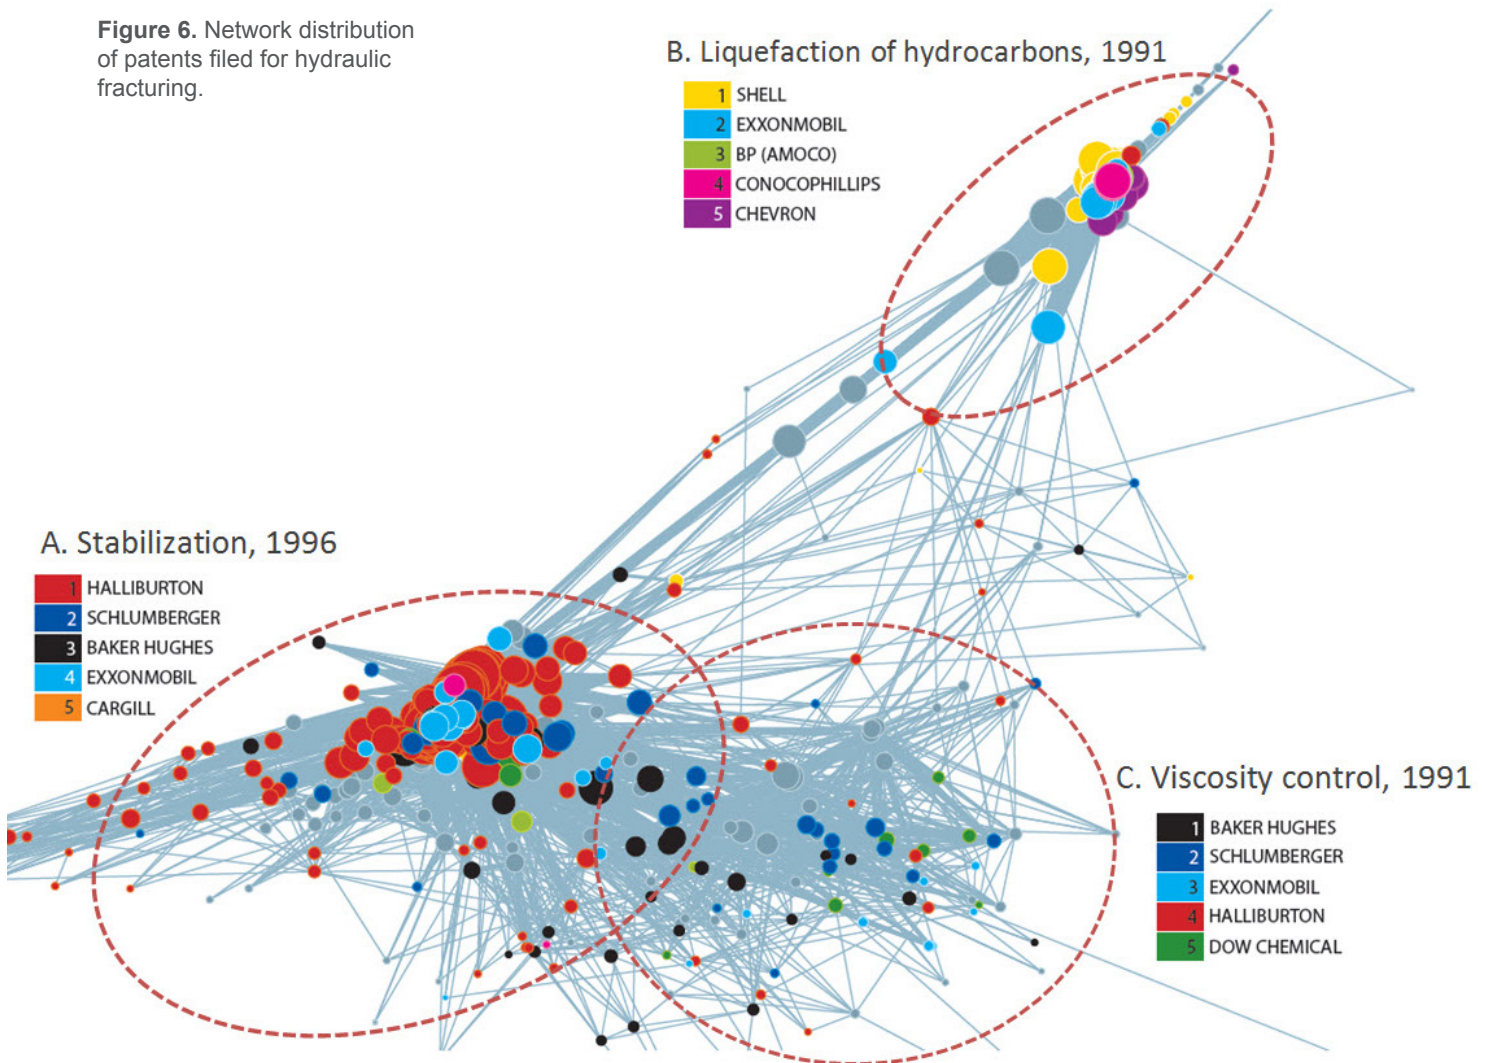 Figure 6. Network distribution
of patents filed for hydraulic
fracturing.
B. Liquefaction of hydrocarbons, 1991
1 SHELL
2 EXXONMOBIL
3 BP (AMOCO)
4 CONOCOPHILLIPS
5 CHEVRON
A. Stabilization, 1996
1 HALLIBURTON
2 SCHLUMBERGER
3 BAKER HUGHES
4 EXXONMOBIL
5 CARGILL
C. Viscosity control, 1991
1 BAKER HUGHES
2 SCHLUMBERGER
3 EXXONMOBIL
4 HALLIBURTON
5 DOW CHEMICAL